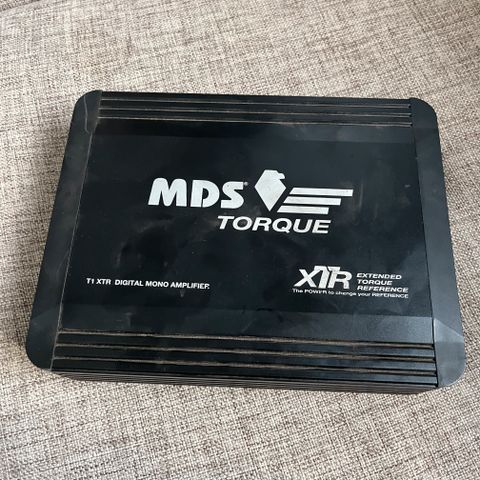 MDS®
TORQUE
T1 XTR DIGITAL MONO AMPLIFIER
XTR EXTENDED
TORQUE
REFERENCE
The POWER to change your REFERENCE